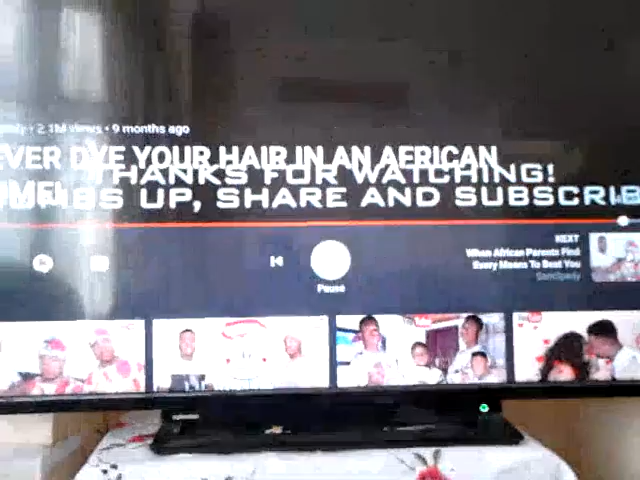 • 2.1M views • 9 months ago
EVER DYE YOUR HAIR IN AN AFRICAN
THANKS FOR WATCHING!
UP, SHARE AND SUBSCRIB
NEXT
When African Parents Find
Every Means To Beat You
Samspedy
Pause